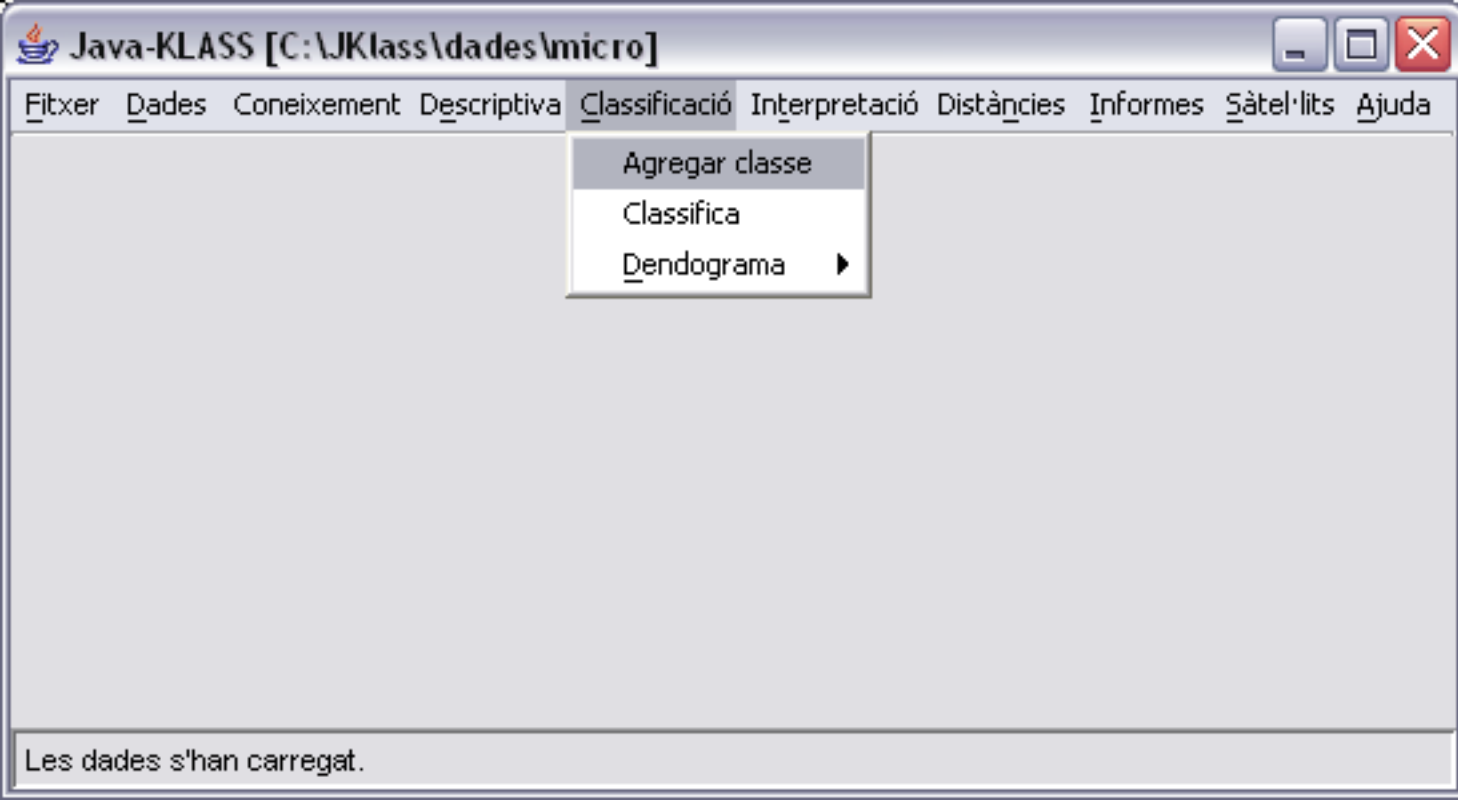 Java-KLASS [C:\JKlass\dades\micro]
Fitxer Dades Coneixement Descriptiva Classificació Interpretació Distàncies Informes Sàtel·lits Ajuda
Agregar classe
Classifica
Dendograma
Les dades s'han carregat.